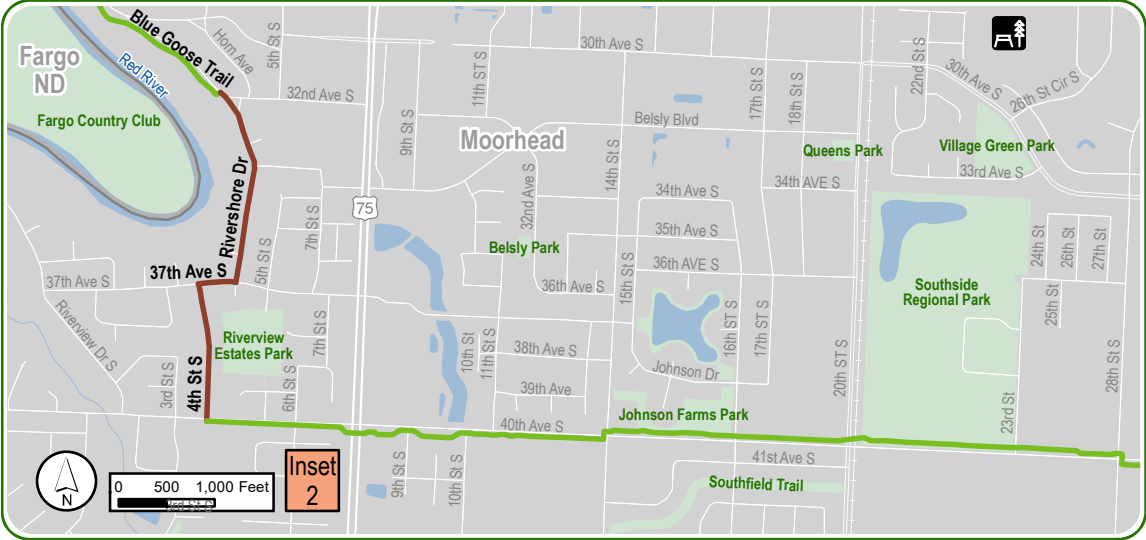 Blue Goose Trail
Horn Ave
5th St S
30th Ave S
11th ST S
22nd St S
30th Ave S
26th St Cir S
Fargo
ND
Red River
32nd Ave S
9th St S
17th St S
18th St S
Fargo Country Club
Belsly Blvd
Moorhead
Queens Park
Village Green Park
33rd Ave S
14th St S
34th Ave S
34th AVE S
32nd Ave S
Rivershore Dr
75
7th St S
5th St S
35th Ave S
Belsly Park
24th St
26th St
27th St
37th Ave S
37th Ave S
36th Ave S
15th St S
36th AVE S
Southside
Regional Park
25th St
Riverview Dr S
Riverview
Estates Park
7th St S
10th St
11th St S
16th ST S
17th ST S
38th Ave S
Johnson Dr
20th ST S
28th St S
3rd St S
4th St S
6th St S
39th Ave
Johnson Farms Park
23rd St
40th Ave S
41st Ave S
9th St S
10th St S
Southfield Trail
N
0 500 1,000 Feet
3rd St S
Inset
2